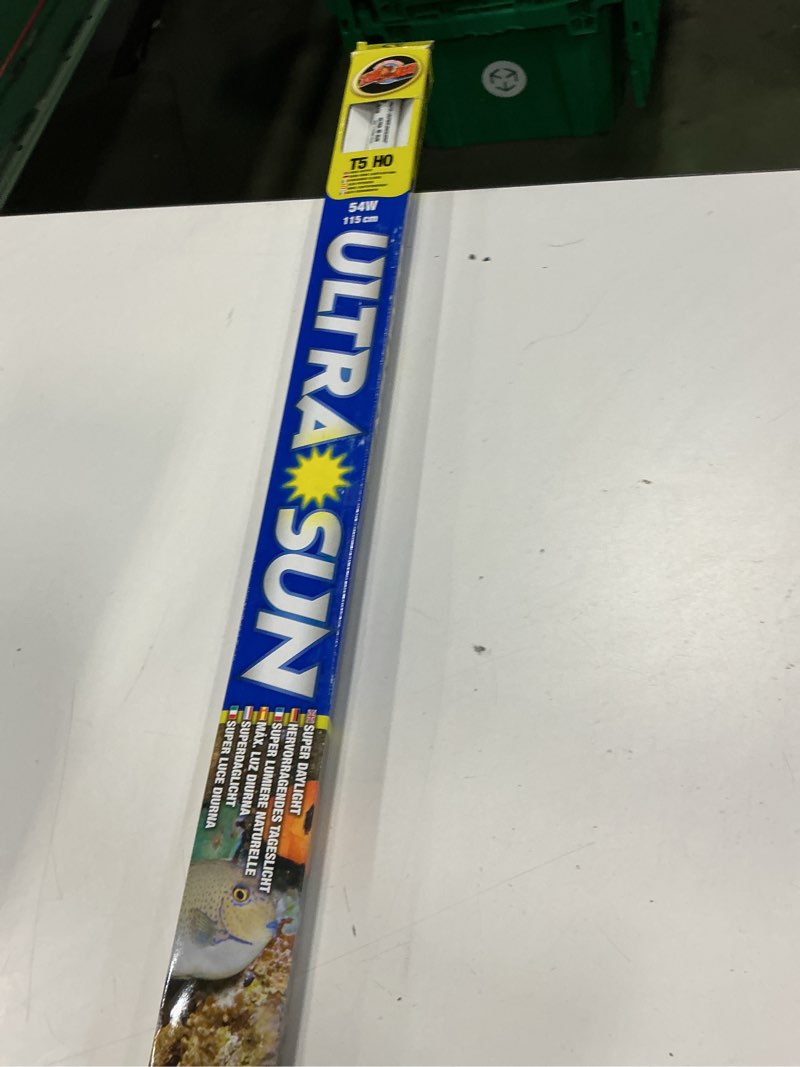 T5 HO
54W
115 cm
ULTRA SUN
SUPER DAYLIGHT
HERVORRAGENDES TAGESLICHT
SUPER LUMIERE NATURELLE
MÁX. LUZ DIURNA
SUPERDAGLICHT
SUPER LUCE DIURNA